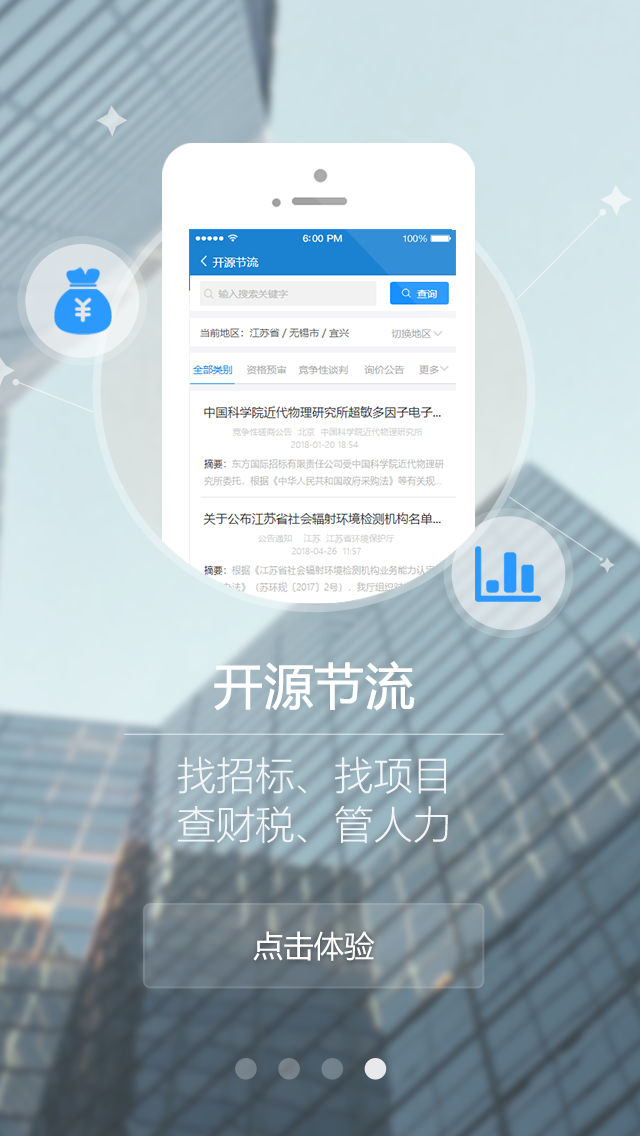 6:00 PM
100%
开源节流
输入搜索关键字
查询
当前地区：江苏省 / 无锡市 / 宜兴
切换地区
全部类别 资格预审 竞争性谈判 询价公告 更多
中国科学院近代物理研究所超敏多因子电子...
竞争性磋商公告 北京 中国科学院近代物理研究所
2018-01-20 18:54
摘要：东方国际招标有限责任公司受中国科学院近代物理研
究所委托，根据《中华人民共和国政府采购法》等有关规...
关于公布江苏省社会辐射环境检测机构名单...
公告通知 江苏 江苏省环境保护厅
2018-04-26 11:57
摘要：根据《江苏省社会辐射环境检测机构业务能力认定
办法》（苏环规〔2017〕2号），我厅组织
开源节流
找招标、找项目
查财税、管人力
点击体验